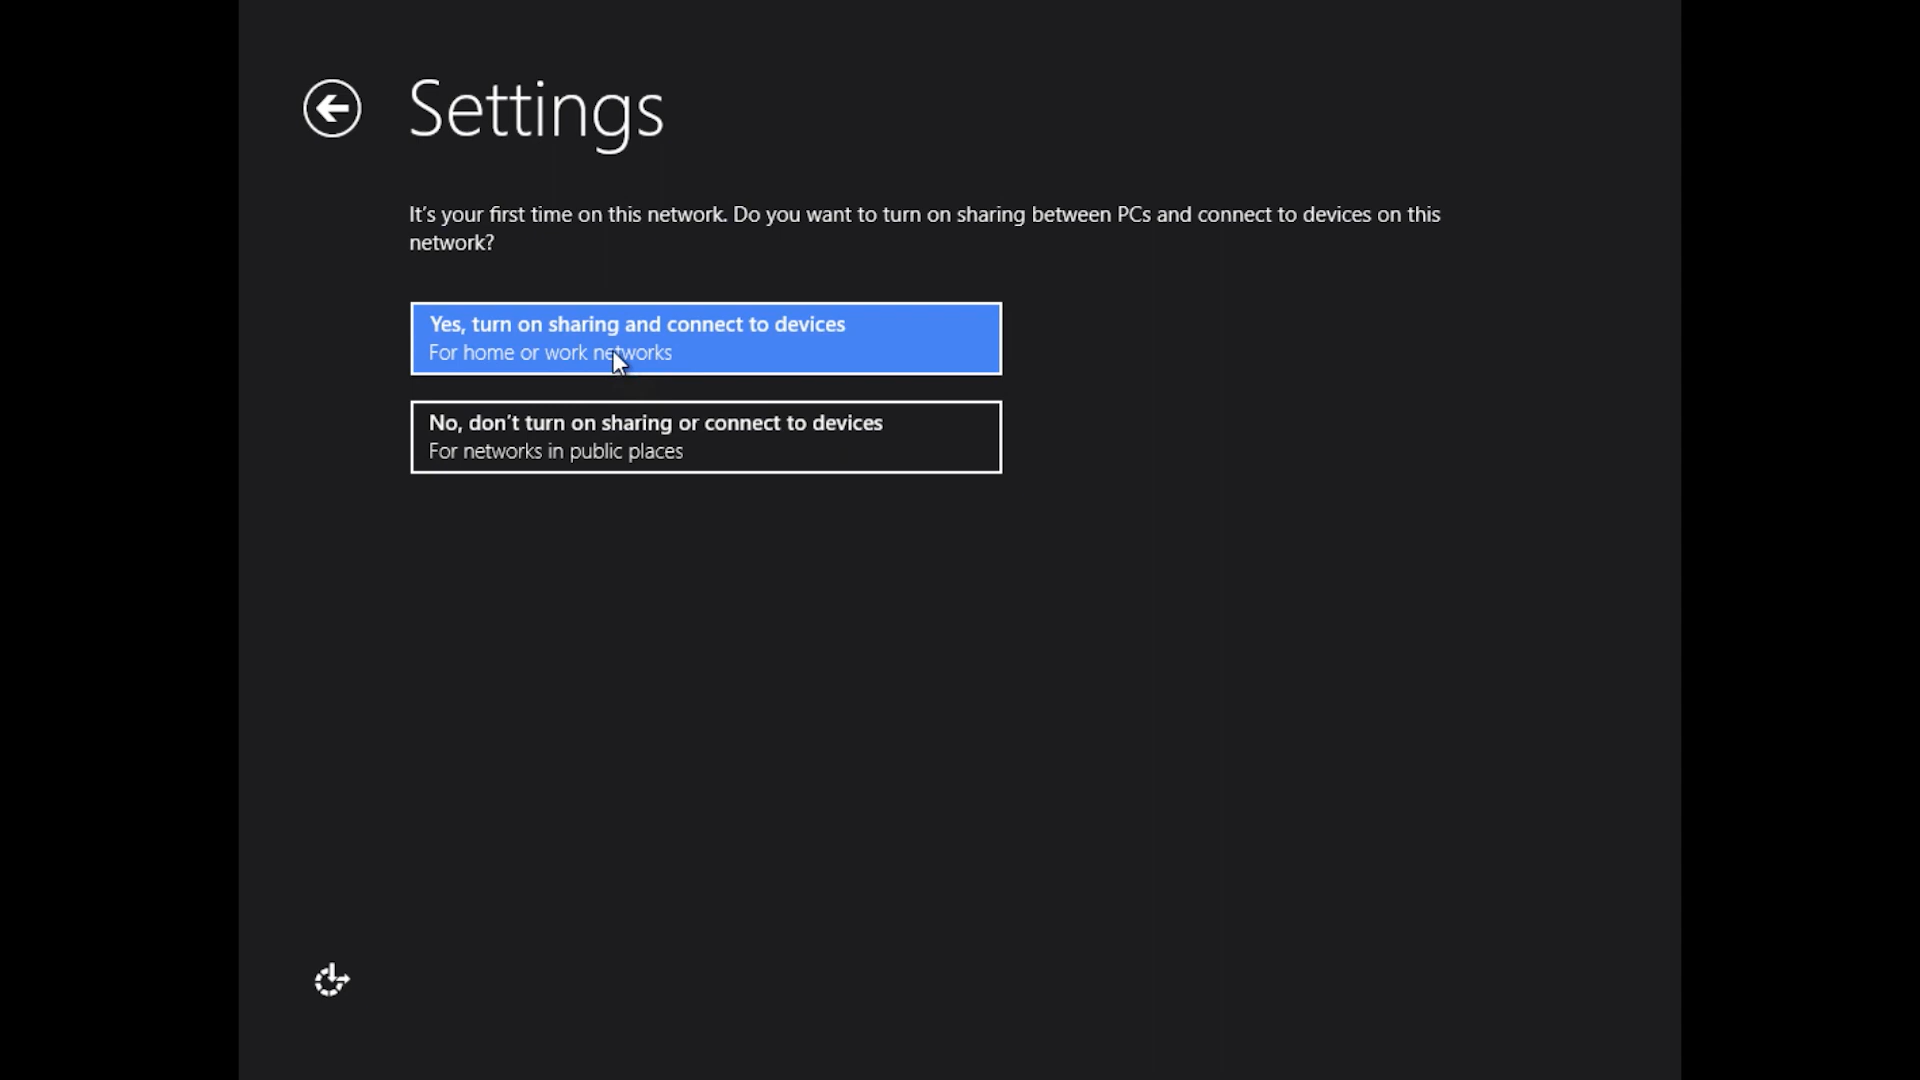 Settings
It's your first time on this network. Do you want to turn on sharing between PCs and connect to devices on this
network?
Yes, turn on sharing and connect to devices
For home or work networks
No, don't turn on sharing or connect to devices
For networks in public places